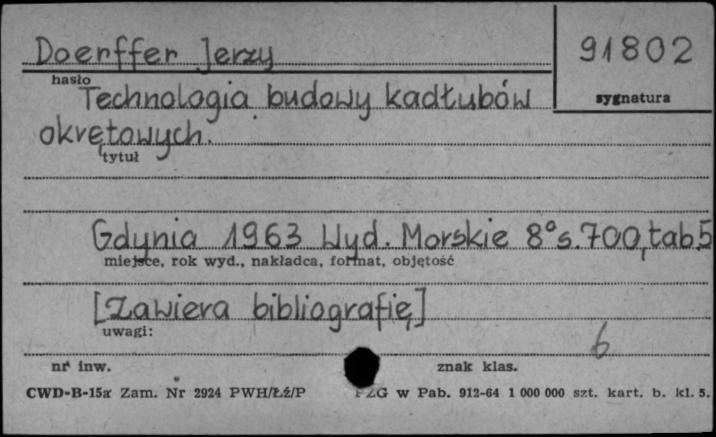 Doerffer Jerzy
91802
hasło
sygnatura
Technologia budowy kadłubów
okrętowych.
tytuł
Gdynia 1963 Wyd. Morskie 8° s. 700, tab 5
miejsce, rok wyd., nakładca, format, objętość
[Zawiera bibliografię]
uwagi:
6
nr inw.
znak klas.
CWD-B-15a Zam. Nr 2924 PWH/Łź/P
PZG w Pab. 912-64 1 000 000 szt. kart. b. kl. 5.